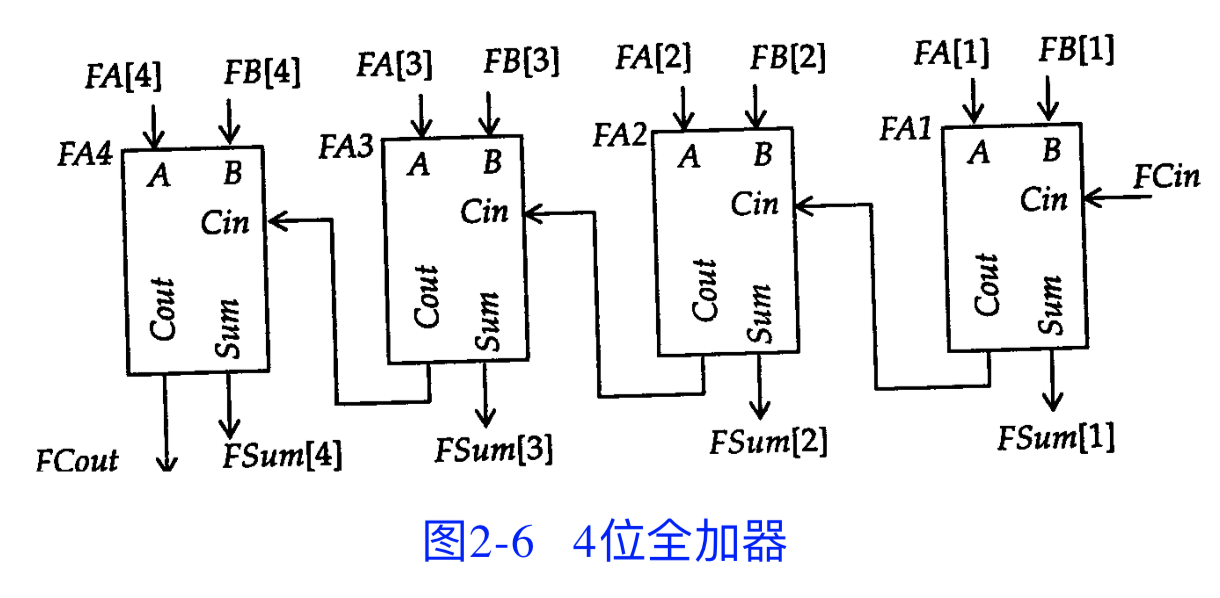 FA[4] FB[4] FA[3] FB[3] FA[2] FB[2] FA[1] FB[1]
FA4 FA3 FA2 FA1
A B A B A B A B
Cin Cin Cin Cin FCin
Cout Sum Cout Sum Cout Sum Cout Sum
FCout FSum[4] FSum[3] FSum[2] FSum[1]
图2-6 4位全加器